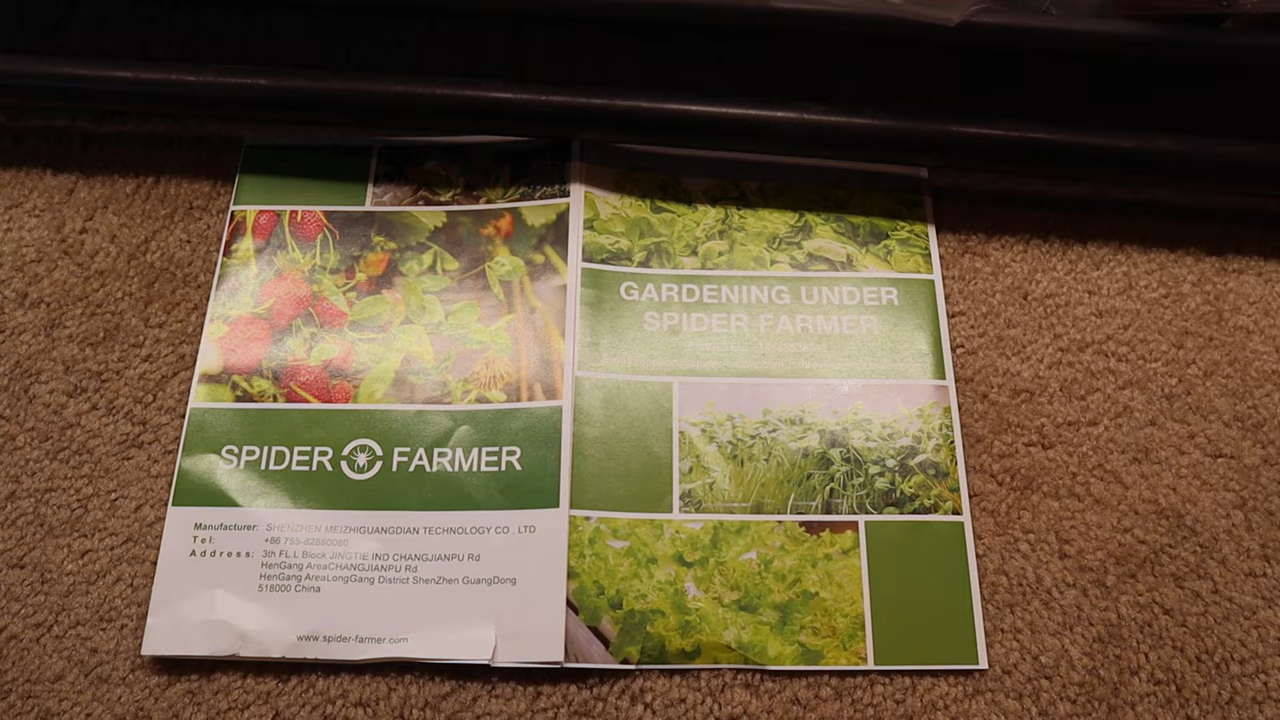 SPIDER FARMER
Manufacturer: SHENZHEN MEIZHIGUANGDIAN TECHNOLOGY CO., LTD
Tel: +86 755-82880080
Address: 3th FL.L Block JINGTIE IND CHANGJIANPU Rd
HenGang AreaCHANGJIANPU Rd
HenGang AreaLongGang District ShenZhen GuangDong
518000 China
www.spider-farmer.com
GARDENING UNDER
SPIDER FARMER